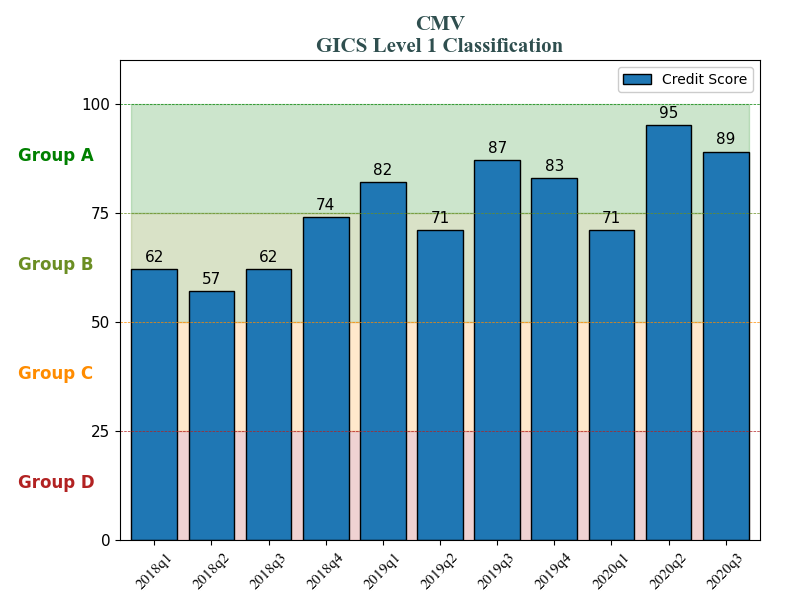 CMV
GICS Level 1 Classification
Credit Score
100
75
50
25
0
Group A
Group B
Group C
Group D
62
57
62
74
82
71
87
83
71
95
89
2018q1
2018q2
2018q3
2018q4
2019q1
2019q2
2019q3
2019q4
2020q1
2020q2
2020q3